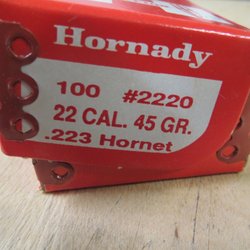 Hornady
100 #2220
22 CAL. 45 GR.
.223 Hornet